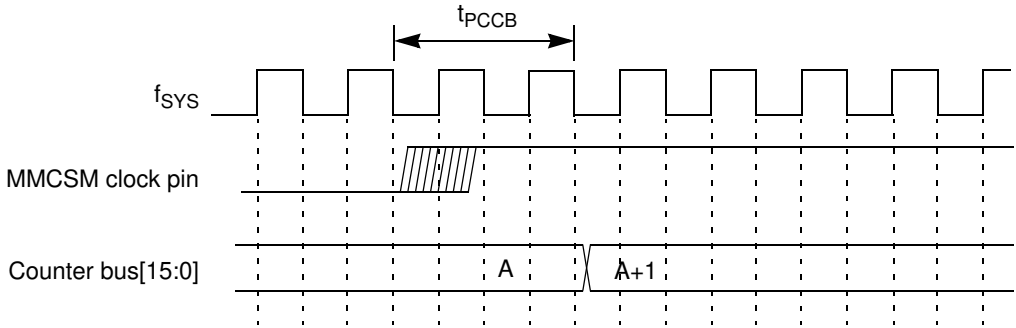 tPCCB
fSYS
MMCSM clock pin
Counter bus[15:0]
A
A+1